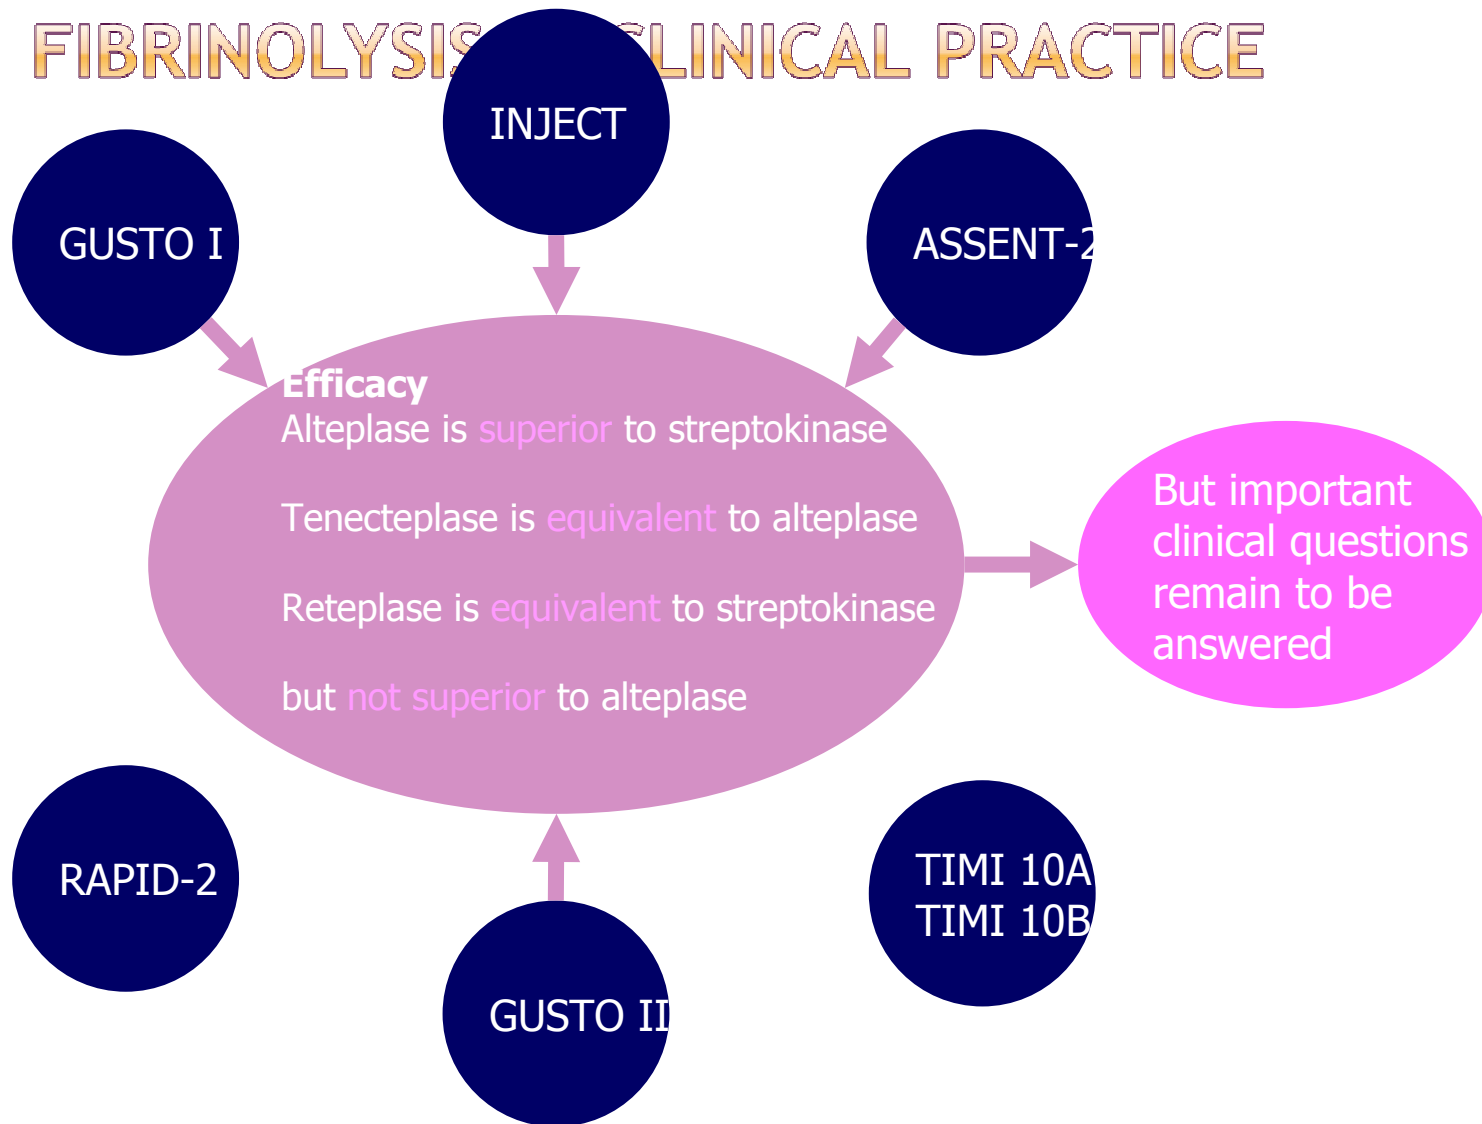 FIBRINOLYSIS CLINICAL PRACTICE
INJECT
GUSTO I
ASSENT-2
Efficacy
Alteplase is superior to streptokinase
Tenecteplase is equivalent to alteplase
Reteplase is equivalent to streptokinase
but not superior to alteplase
But important
clinical questions
remain to be
answered
RAPID-2
TIMI 10A
TIMI 10B
GUSTO II